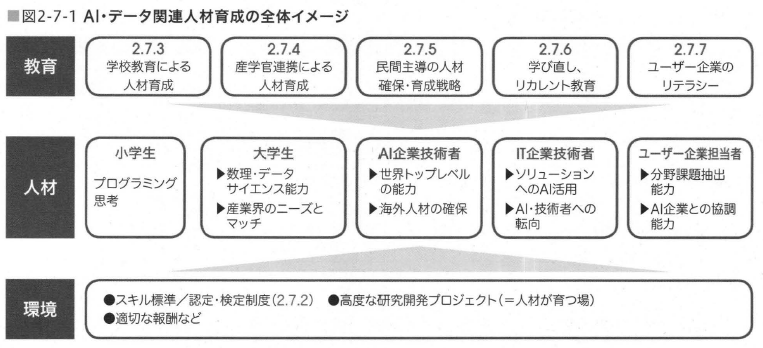 ■図2-7-1 AI・データ関連人材育成の全体イメージ
教育
2.7.3
学校教育による
人材育成
2.7.4
産学官連携による
人材育成
2.7.5
民間主導の人材
確保・育成戦略
2.7.6
学び直し、
リカレント教育
2.7.7
ユーザー企業の
リテラシー
人材
小学生
プログラミング
思考
大学生
▶数理・データ
サイエンス能力
▶産業界のニーズと
マッチ
AI企業技術者
▶世界トップレベル
の能力
▶海外人材の確保
IT企業技術者
▶ソリューション
へのAI活用
▶AI・技術者への
転向
ユーザー企業担当者
▶分野課題抽出
能力
▶AI企業との協調
能力
環境
●スキル標準／認定・検定制度（2.7.2） ●高度な研究開発プロジェクト（＝人材が育つ場）
●適切な報酬など